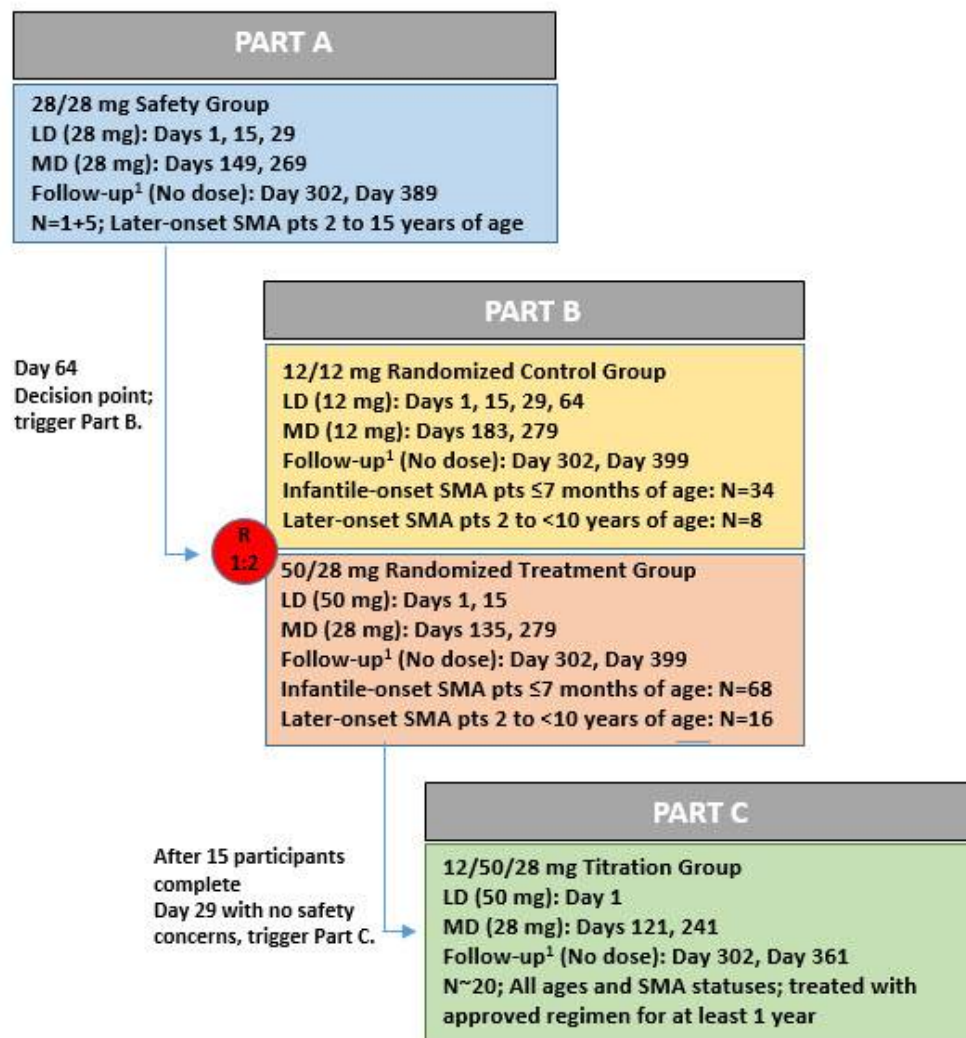 PART A
28/28 mg Safety Group
LD (28 mg): Days 1, 15, 29
MD (28 mg): Days 149, 269
Follow-up¹ (No dose): Day 302, Day 389
N=1+5; Later-onset SMA pts 2 to 15 years of age
Day 64
Decision point;
trigger Part B.
PART B
12/12 mg Randomized Control Group
LD (12 mg): Days 1, 15, 29, 64
MD (12 mg): Days 183, 279
Follow-up¹ (No dose): Day 302, Day 399
Infantile-onset SMA pts ≤7 months of age: N=34
Later-onset SMA pts 2 to <10 years of age: N=8
R
1:2
50/28 mg Randomized Treatment Group
LD (50 mg): Days 1, 15
MD (28 mg): Days 135, 279
Follow-up¹ (No dose): Day 302, Day 399
Infantile-onset SMA pts ≤7 months of age: N=68
Later-onset SMA pts 2 to <10 years of age: N=16
After 15 participants
complete
Day 29 with no safety
concerns, trigger Part C.
PART C
12/50/28 mg Titration Group
LD (50 mg): Day 1
MD (28 mg): Days 121, 241
Follow-up¹ (No dose): Day 302, Day 361
N~20; All ages and SMA statuses; treated with
approved regimen for at least 1 year